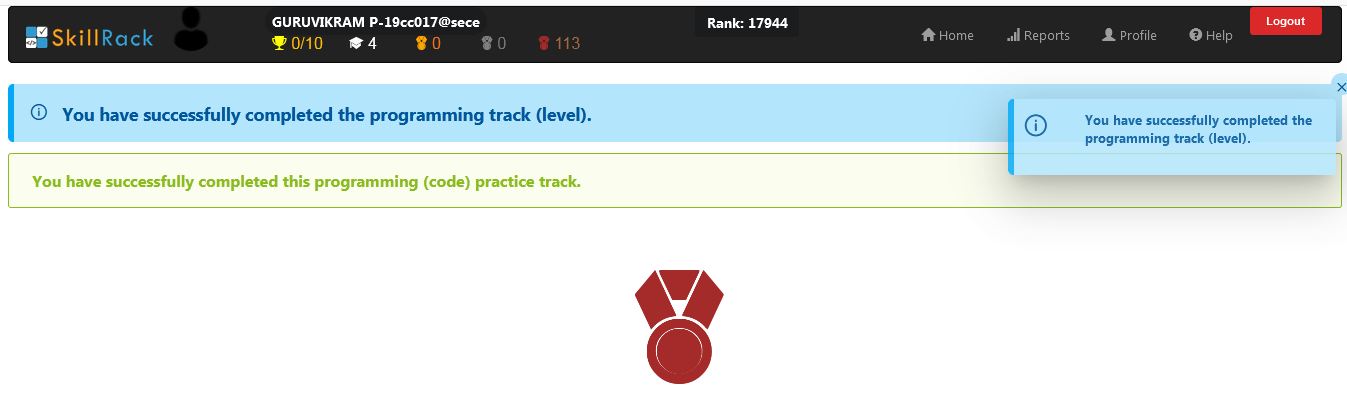 SkillRack
GURUVIKRAM P-19cc017@sece
0/10 4 0 0 113
Rank: 17944
Home Reports Profile Help
Logout
You have successfully completed the programming track (level).
You have successfully completed the
programming track (level).
You have successfully completed this programming (code) practice track.